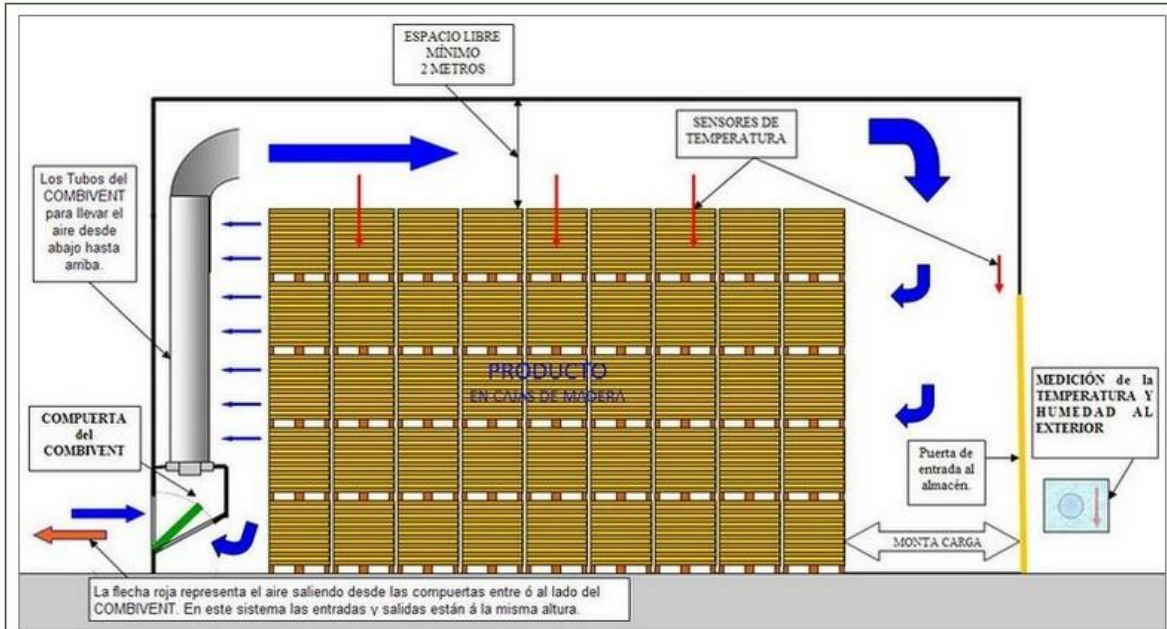 ESPACIO LIBRE
MÍNIMO
2 METROS
SENSORES DE
TEMPERATURA
Los Tubos del
COMBIVENT
para llevar el
aire desde
abajo hasta
arriba.
PRODUCTO
EN CAJAS DE MADERA
MEDICIÓN de la
TEMPERATURA Y
HUMEDAD AL
EXTERIOR
COMPUERTA
del
COMBIVENT
Puerta de
entrada al
almacén.
MONTA CARGA
La flecha roja representa el aire saliendo desde las compuertas entre ó al lado del
COMBIVENT. En este sistema las entradas y salidas están á la misma altura.